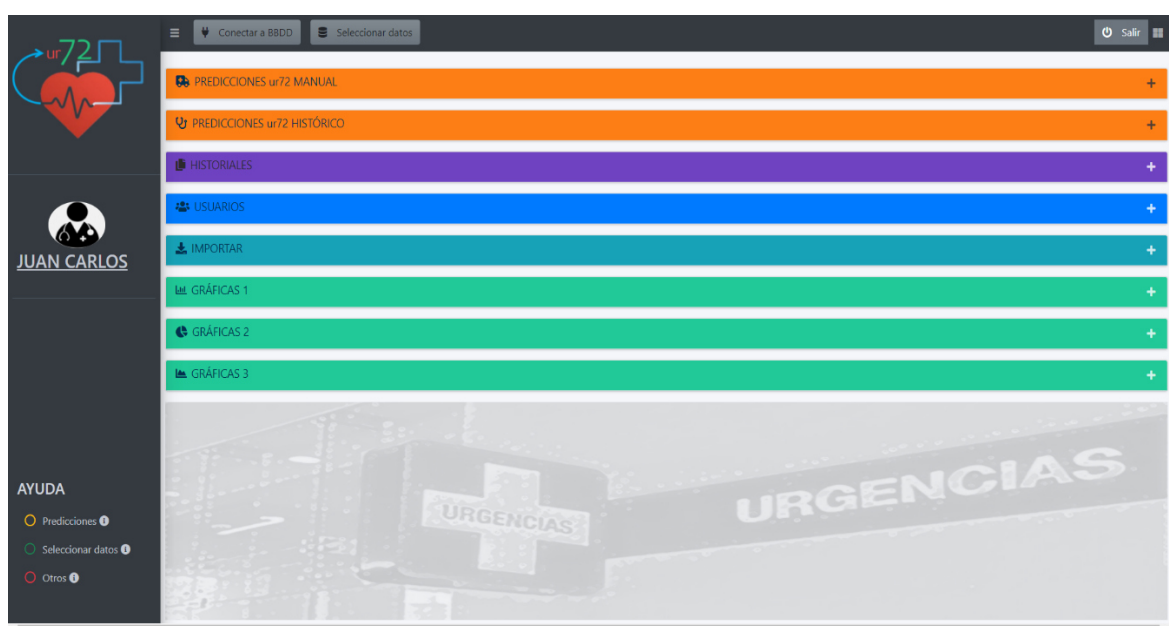 ur72
Conectar a BBDD
Seleccionar datos
Salir
PREDICCIONES ur72 MANUAL
PREDICCIONES ur72 HISTÓRICO
HISTORIALES
USUARIOS
IMPORTAR
GRÁFICAS 1
GRÁFICAS 2
GRÁFICAS 3
JUAN CARLOS
AYUDA
Predicciones
Seleccionar datos
Otros
URGENCIAS
URGENCIAS